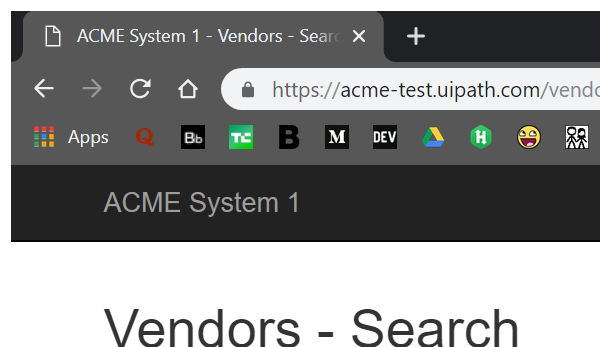 ACME System 1 - Vendors - Sear
https://acme-test.uipath.com/vendo
Apps Q Bb TC B M DEV H
ACME System 1
Vendors - Search